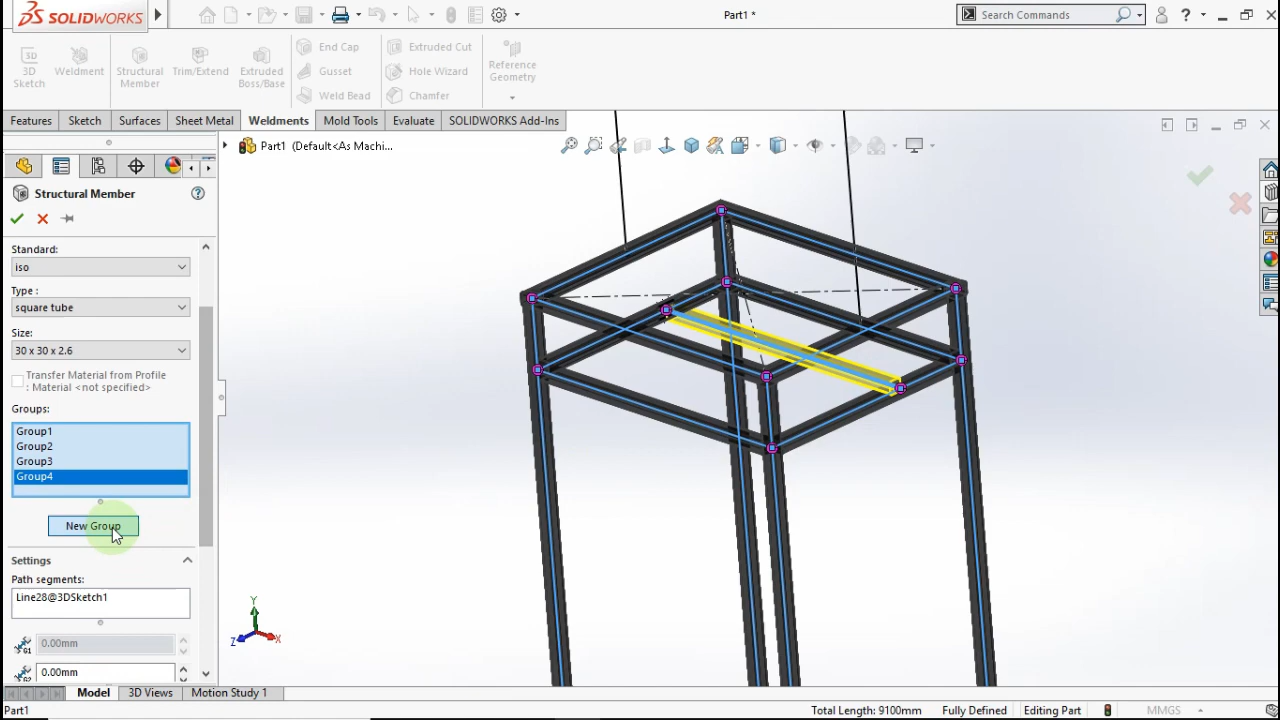 SOLIDWORKS
Part1 *
Search Commands
?
3D Sketch
Weldment
Structural Member
Trim/Extend
Extruded Boss/Base
End Cap
Gusset
Weld Bead
Extruded Cut
Hole Wizard
Chamfer
Reference Geometry
Features
Sketch
Surfaces
Sheet Metal
Weldments
Mold Tools
Evaluate
SOLIDWORKS Add-Ins
Part1 (Default<As Machi...
Structural Member
?
Standard:
iso
Type :
square tube
Size:
30 x 30 x 2.6
Transfer Material from Profile
: Material <not specified>
Groups:
Group1
Group2
Group3
Group4
New Group
Settings
Path segments:
Line28@3DSketch1
G1
0.00mm
G2
0.00mm
Y
Z
X
Model
3D Views
Motion Study 1
Part1
Total Length: 9100mm
Fully Defined
Editing Part
MMGS